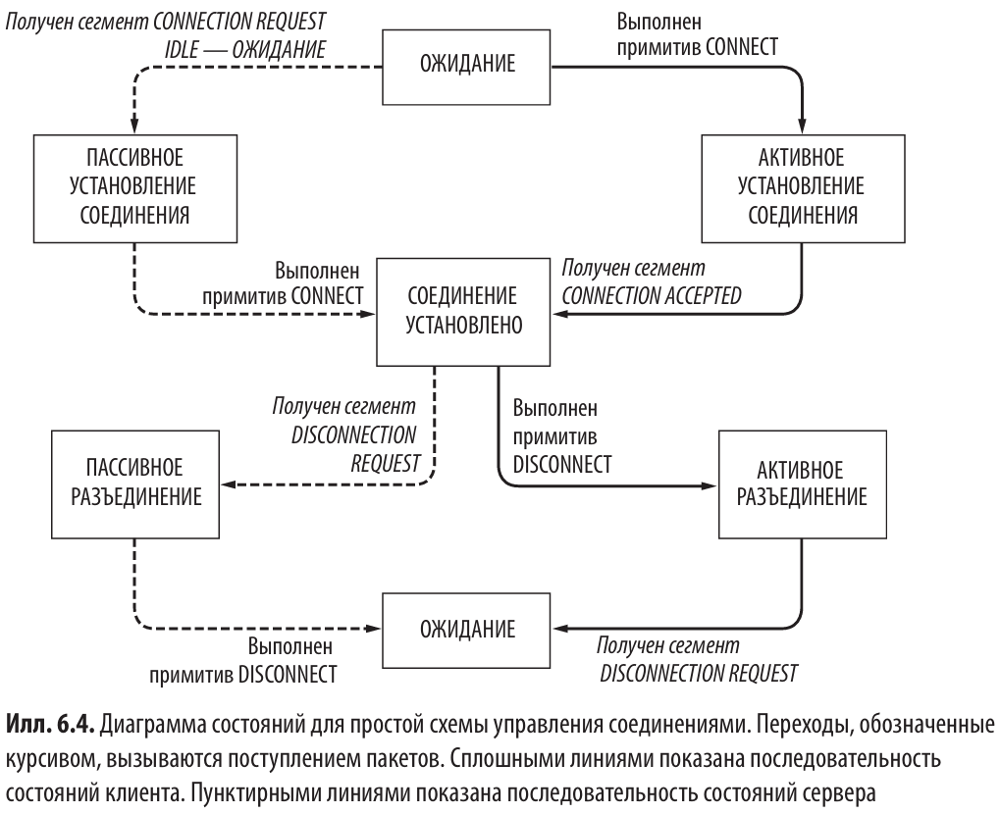 Получен сегмент CONNECTION REQUEST
IDLE — ОЖИДАНИЕ
ОЖИДАНИЕ
Выполнен
примитив CONNECT
ПАССИВНОЕ
УСТАНОВЛЕНИЕ
СОЕДИНЕНИЯ
АКТИВНОЕ
УСТАНОВЛЕНИЕ
СОЕДИНЕНИЯ
Выполнен
примитив CONNECT
СОЕДИНЕНИЕ
УСТАНОВЛЕНО
Получен сегмент
CONNECTION ACCEPTED
Получен сегмент
DISCONNECTION
REQUEST
Выполнен
примитив
DISCONNECT
ПАССИВНОЕ
РАЗЪЕДИНЕНИЕ
АКТИВНОЕ
РАЗЪЕДИНЕНИЕ
Выполнен
примитив DISCONNECT
ОЖИДАНИЕ
Получен сегмент
DISCONNECTION REQUEST
Илл. 6.4. Диаграмма состояний для простой схемы управления соединениями. Переходы, обозначенные
курсивом, вызываются поступлением пакетов. Сплошными линиями показана последовательность
состояний клиента. Пунктирными линиями показана последовательность состояний сервера